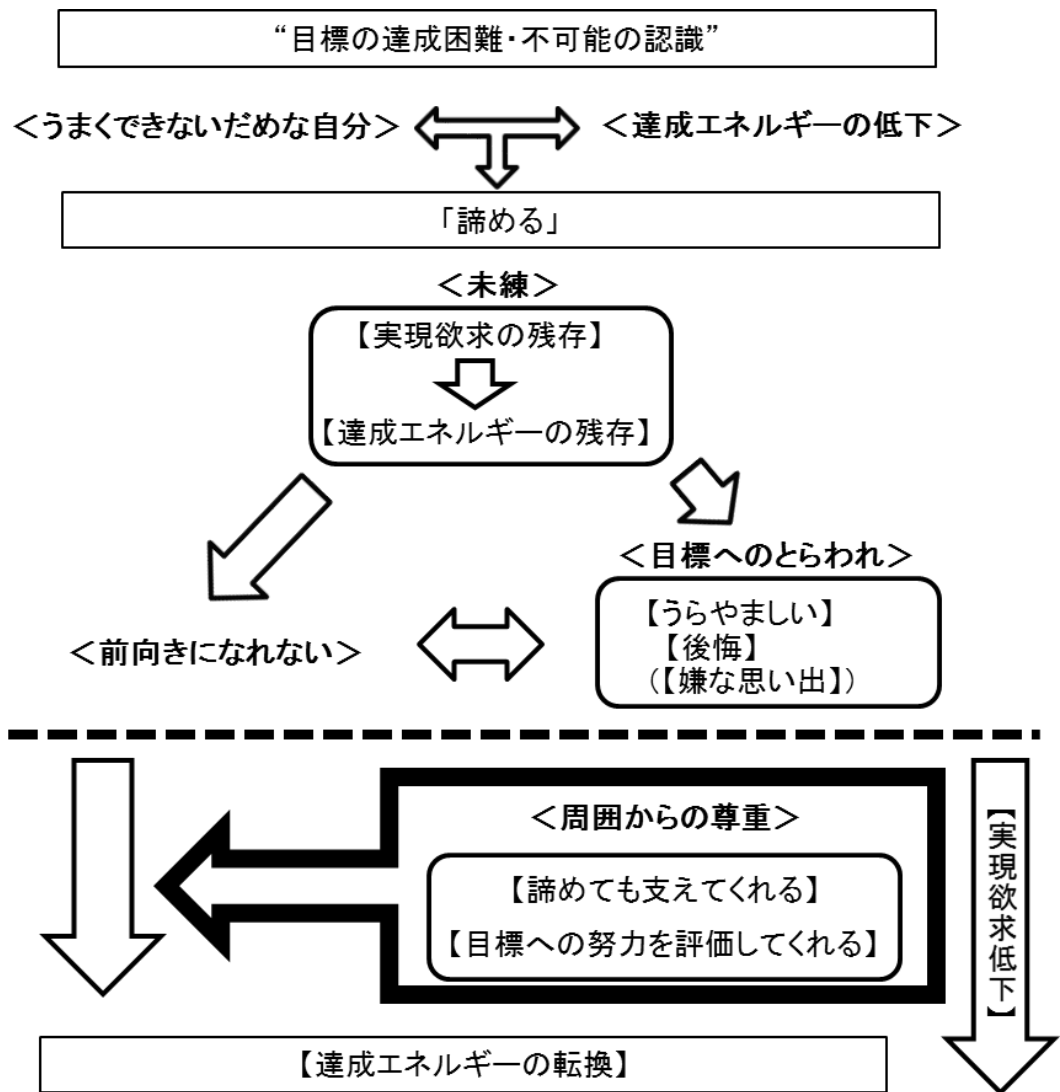 “目標の達成困難・不可能の認識”
＜うまくできないだめな自分＞
＜達成エネルギーの低下＞
「諦める」
＜未練＞
【実現欲求の残存】
【達成エネルギーの残存】
＜目標へのとらわれ＞
【うらやましい】
【後悔】
(【嫌な思い出】)
＜前向きになれない＞
＜周囲からの尊重＞
【諦めても支えてくれる】
【目標への努力を評価してくれる】
【実現欲求低下】
【達成エネルギーの転換】